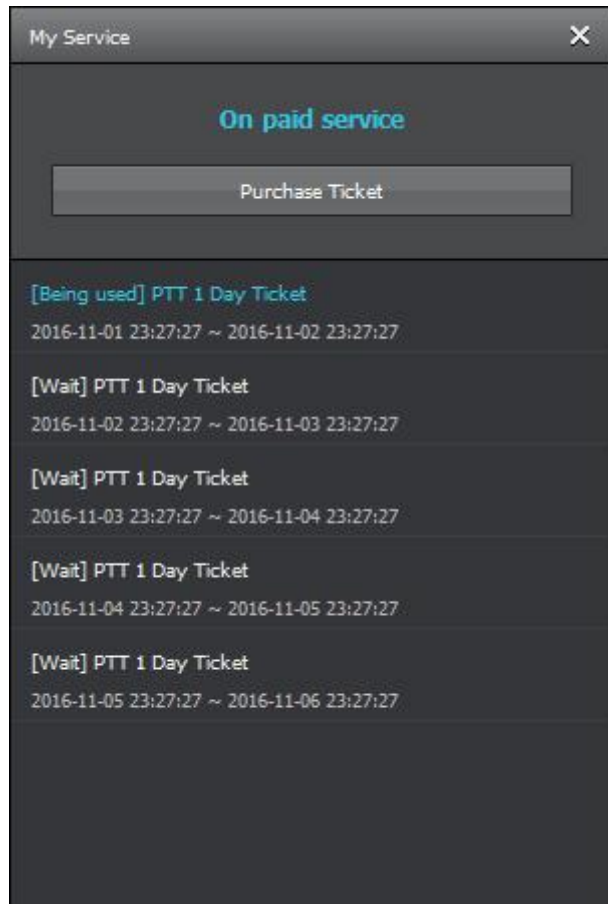 My Service
On paid service
Purchase Ticket
[Being used] PTT 1 Day Ticket
2016-11-01 23:27:27 ~ 2016-11-02 23:27:27
[Wait] PTT 1 Day Ticket
2016-11-02 23:27:27 ~ 2016-11-03 23:27:27
[Wait] PTT 1 Day Ticket
2016-11-03 23:27:27 ~ 2016-11-04 23:27:27
[Wait] PTT 1 Day Ticket
2016-11-04 23:27:27 ~ 2016-11-05 23:27:27
[Wait] PTT 1 Day Ticket
2016-11-05 23:27:27 ~ 2016-11-06 23:27:27